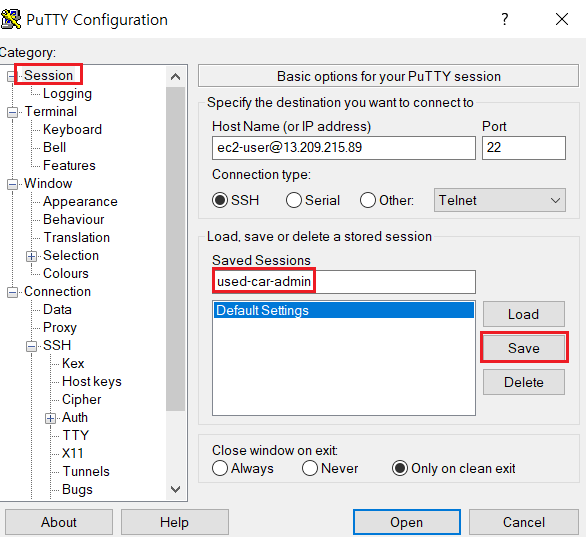 PuTTY Configuration
?
Category:
Session
Logging
Terminal
Keyboard
Bell
Features
Window
Appearance
Behaviour
Translation
Selection
Colours
Connection
Data
Proxy
SSH
Kex
Host keys
Cipher
Auth
TTY
X11
Tunnels
Bugs
Basic options for your PuTTY session
Specify the destination you want to connect to
Host Name (or IP address) Port
ec2-user@13.209.215.89 22
Connection type:
SSH Serial Other: Telnet
Load, save or delete a stored session
Saved Sessions
used-car-admin
Default Settings
Load
Save
Delete
Close window on exit:
Always Never Only on clean exit
About Help Open Cancel